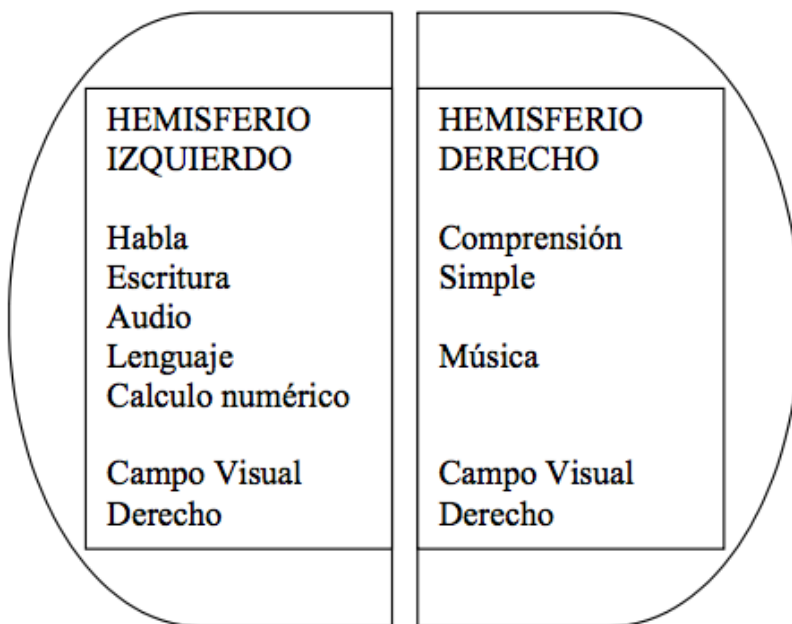 HEMISFERIO
IZQUIERDO
Habla
Escritura
Audio
Lenguaje
Calculo numérico
Campo Visual
Derecho
HEMISFERIO
DERECHO
Comprensión
Simple
Música
Campo Visual
Derecho